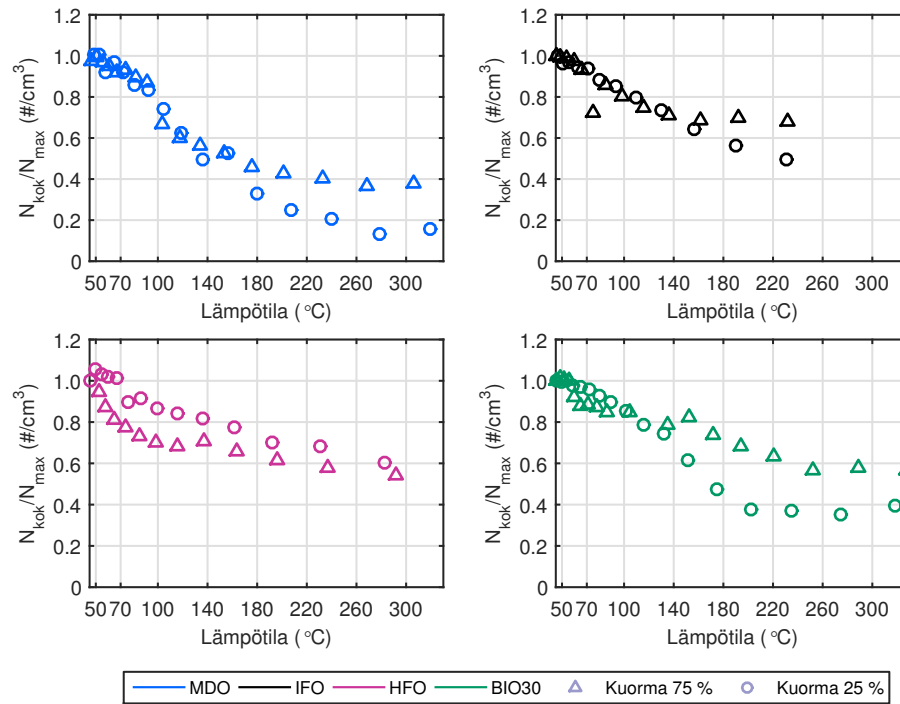 1.2
1.0
0.8
0.6
0.4
0.2
0
N_kok/N_max (#/cm³)
50 70 100 140 180 220 260 300
Lämpötila (°C)
1.2
1.0
0.8
0.6
0.4
0.2
0
N_kok/N_max (#/cm³)
50 70 100 140 180 220 260 300
Lämpötila (°C)
1.2
1.0
0.8
0.6
0.4
0.2
0
N_kok/N_max (#/cm³)
50 70 100 140 180 220 260 300
Lämpötila (°C)
1.2
1.0
0.8
0.6
0.4
0.2
0
N_kok/N_max (#/cm³)
50 70 100 140 180 220 260 300
Lämpötila (°C)
MDO IFO HFO BIO30 Kuorma 75 % Kuorma 25 %